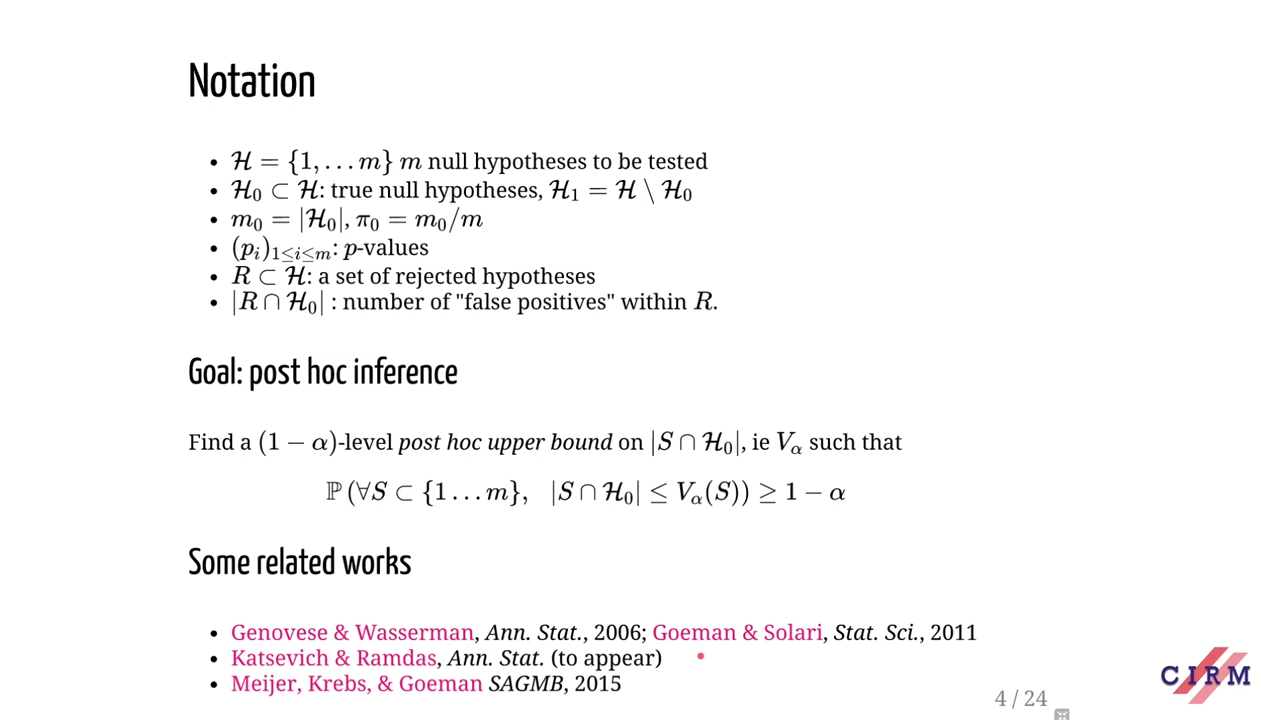 Notation
• ℋ = {1, … m} m null hypotheses to be tested
• ℋ₀ ⊂ ℋ: true null hypotheses, ℋ₁ = ℋ \ ℋ₀
• m₀ = |ℋ₀|, π₀ = m₀/m
• (pᵢ)₁≤ᵢ≤ₘ: p-values
• R ⊂ ℋ: a set of rejected hypotheses
• |R ∩ ℋ₀| : number of "false positives" within R.
Goal: post hoc inference
Find a (1 − α)-level post hoc upper bound on |S ∩ ℋ₀|, ie V_α such that
ℙ (∀S ⊂ {1 … m}, |S ∩ ℋ₀| ≤ V_α(S)) ≥ 1 − α
Some related works
• Genovese & Wasserman, Ann. Stat., 2006; Goeman & Solari, Stat. Sci., 2011
• Katsevich & Ramdas, Ann. Stat. (to appear)
• Meijer, Krebs, & Goeman SAGMB, 2015
4 / 24
CIRM